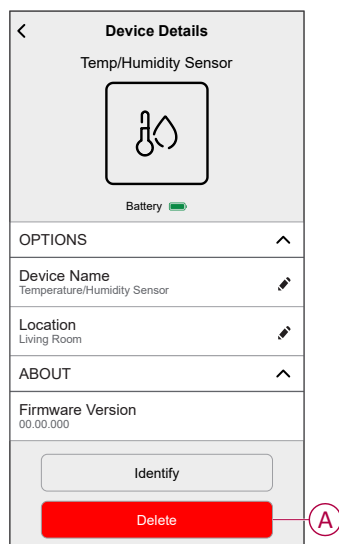 Device Details
Temp/Humidity Sensor
Battery
OPTIONS
Device Name
Temperature/Humidity Sensor
Location
Living Room
ABOUT
Firmware Version
00.00.000
Identify
Delete
A